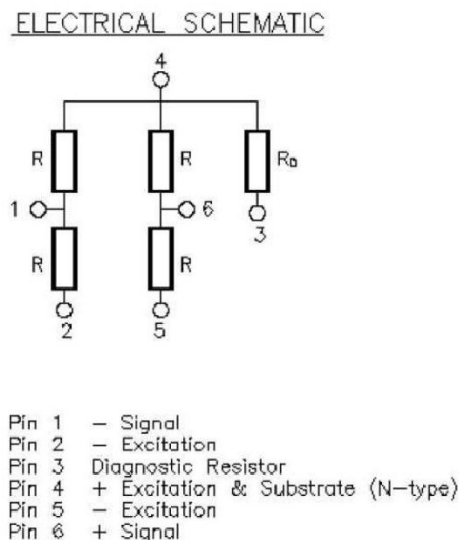 ELECTRICAL SCHEMATIC
4
R R R_D
1 6
3
R R
2 5
Pin 1 – Signal
Pin 2 – Excitation
Pin 3 Diagnostic Resistor
Pin 4 + Excitation & Substrate (N–type)
Pin 5 – Excitation
Pin 6 + Signal